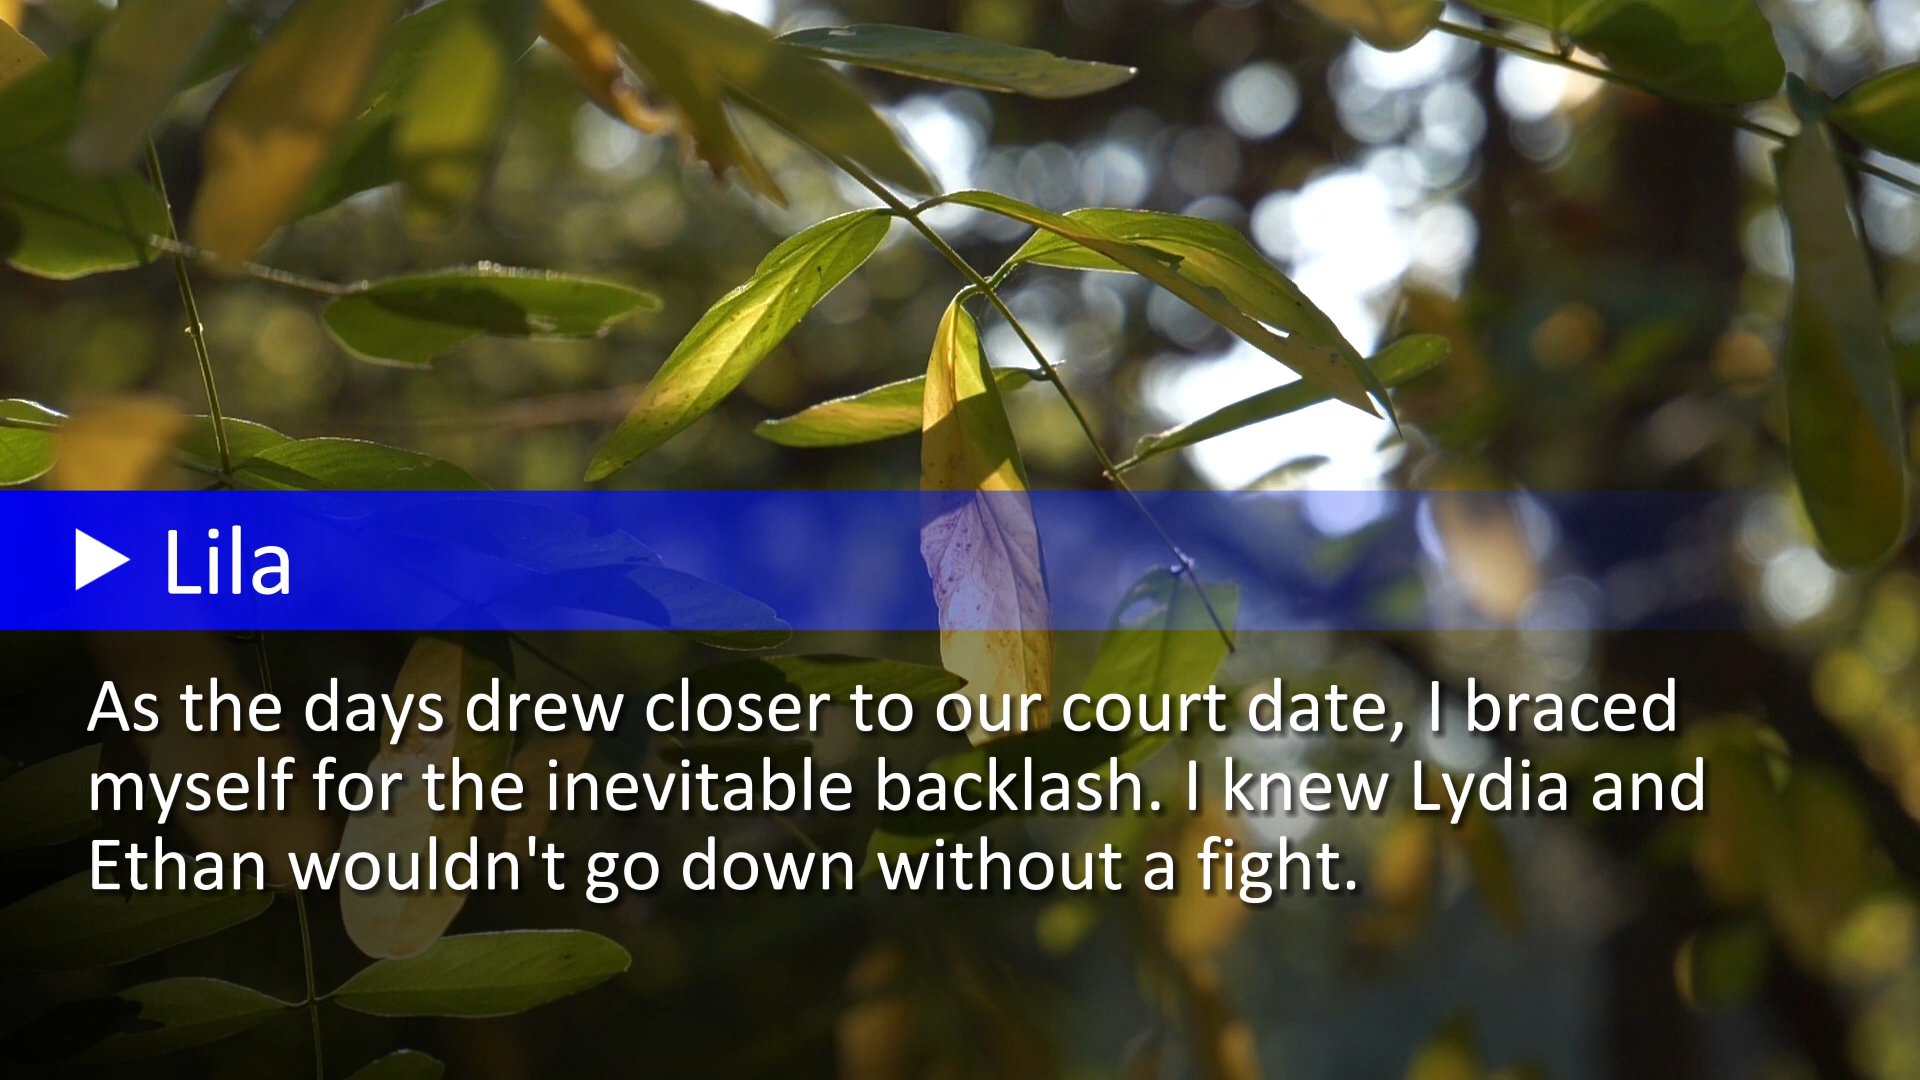 Lila
As the days drew closer to our court date, I braced
myself for the inevitable backlash. I knew Lydia and
Ethan wouldn't go down without a fight.